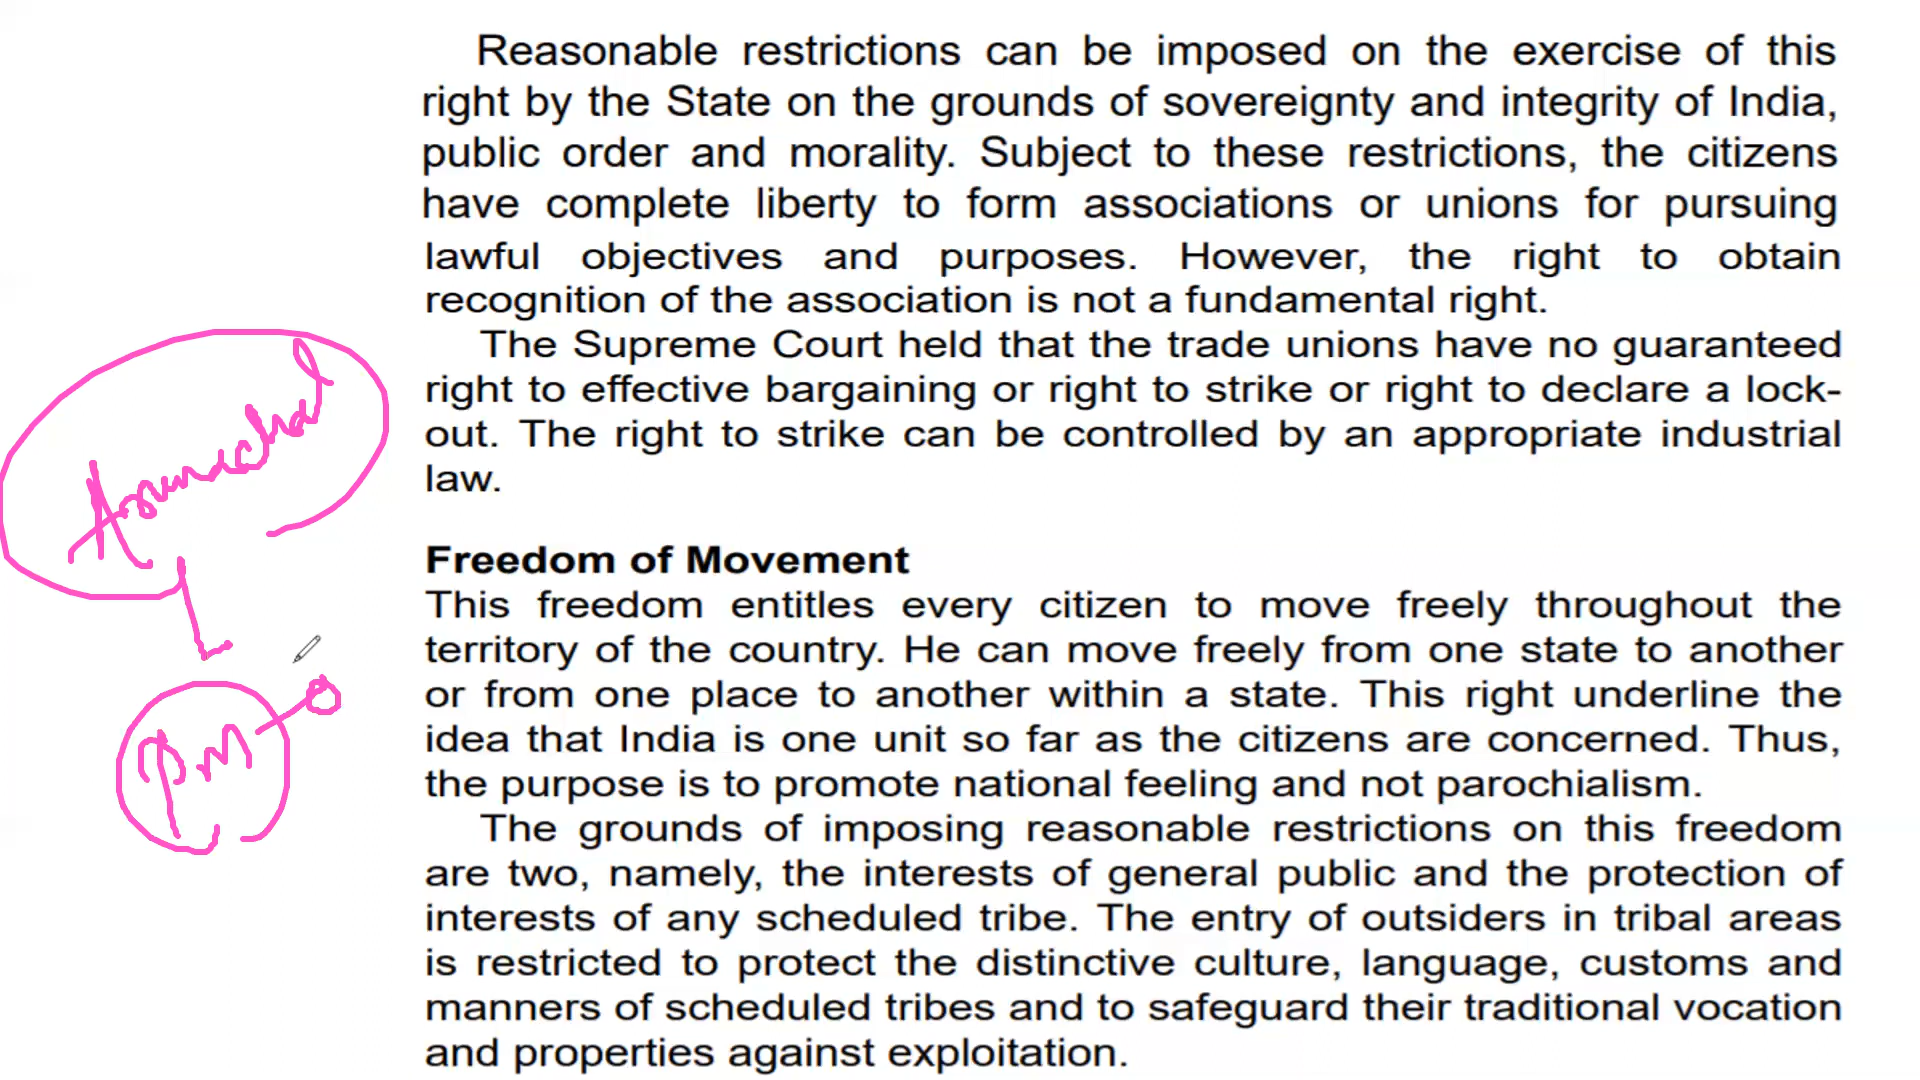 Reasonable restrictions can be imposed on the exercise of this
right by the State on the grounds of sovereignty and integrity of India,
public order and morality. Subject to these restrictions, the citizens
have complete liberty to form associations or unions for pursuing
lawful objectives and purposes. However, the right to obtain
recognition of the association is not a fundamental right.
The Supreme Court held that the trade unions have no guaranteed
right to effective bargaining or right to strike or right to declare a lock-
out. The right to strike can be controlled by an appropriate industrial
law.
Arunachal
PM
Freedom of Movement
This freedom entitles every citizen to move freely throughout the
territory of the country. He can move freely from one state to another
or from one place to another within a state. This right underline the
idea that India is one unit so far as the citizens are concerned. Thus,
the purpose is to promote national feeling and not parochialism.
The grounds of imposing reasonable restrictions on this freedom
are two, namely, the interests of general public and the protection of
interests of any scheduled tribe. The entry of outsiders in tribal areas
is restricted to protect the distinctive culture, language, customs and
manners of scheduled tribes and to safeguard their traditional vocation
and properties against exploitation.